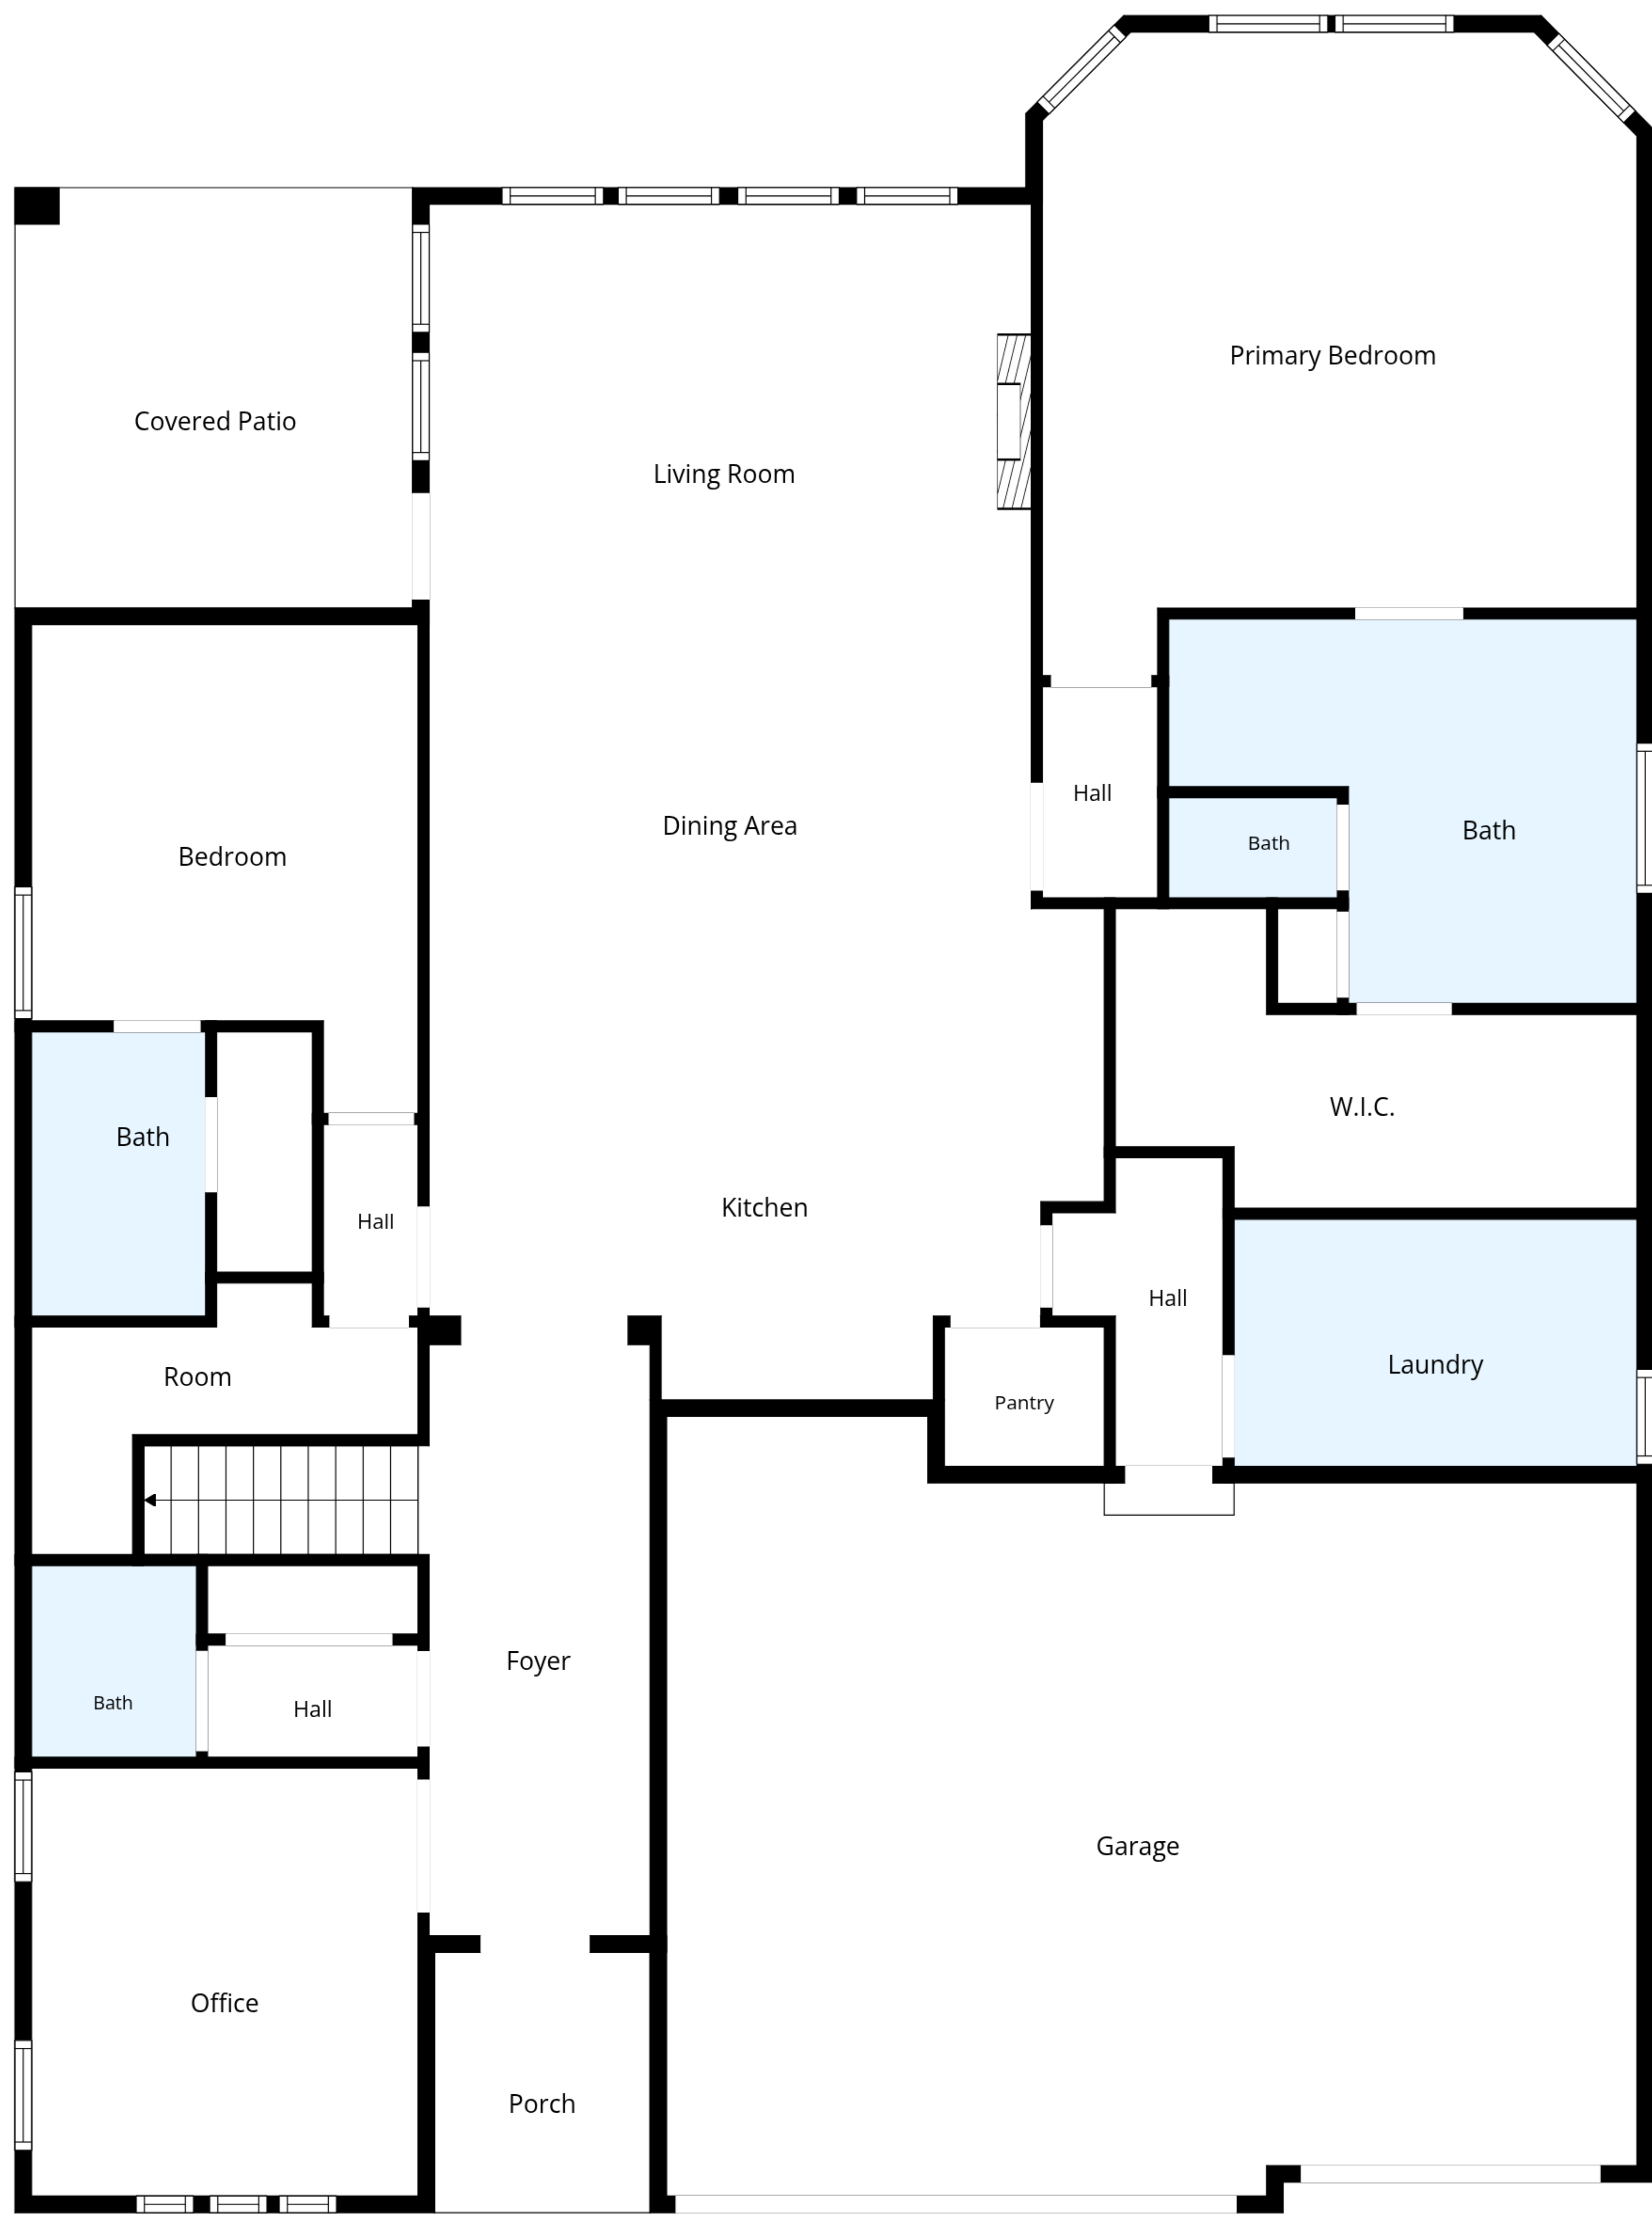 Primary Bedroom
Covered Patio
Living Room
Hall
Dining Area
Bath
Bath
Bedroom
W.I.C.
Bath
Kitchen
Hall
Hall
Laundry
Room
Pantry
Foyer
Bath
Hall
Garage
Office
Porch